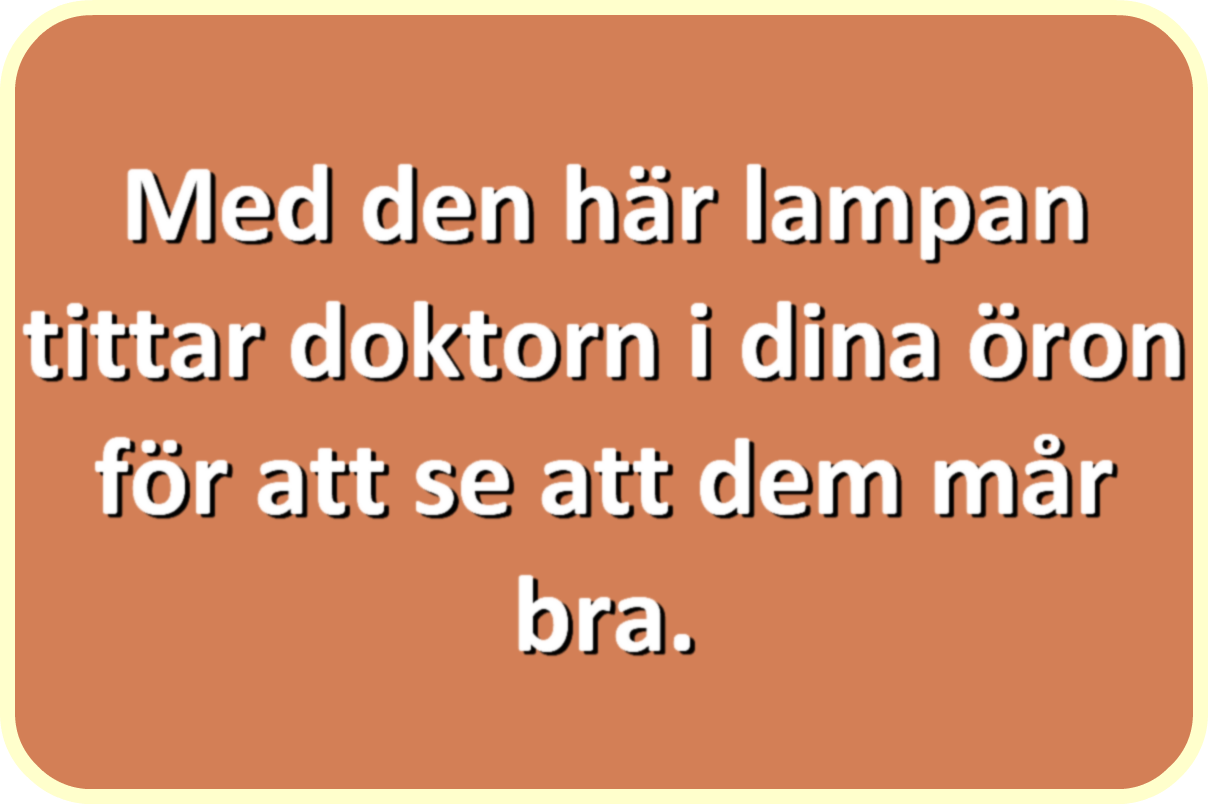 Med den här lampan
tittar doktorn i dina öron
för att se att dem mår
bra.